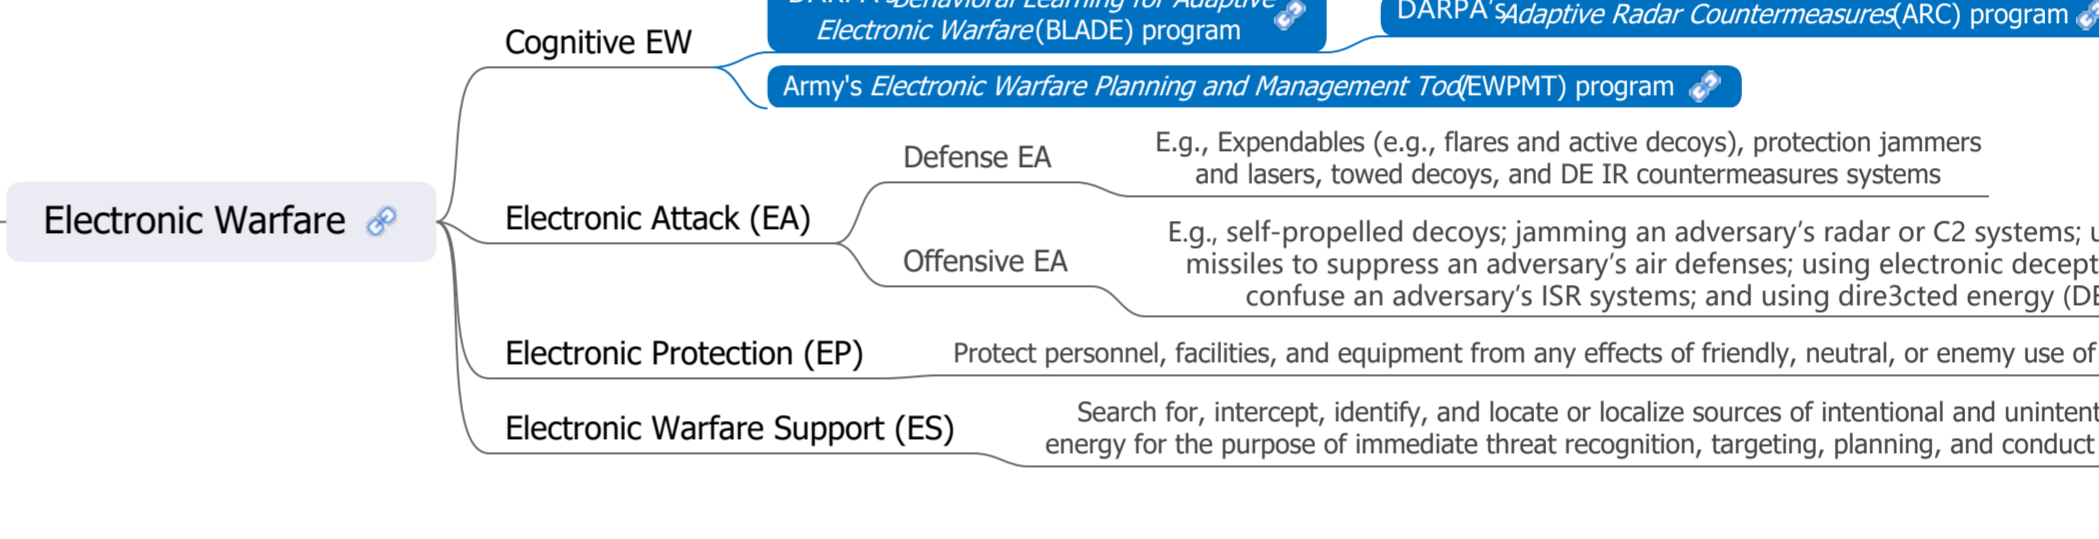 DARPA's Behavioral Learning for Adaptive
Electronic Warfare (BLADE) program
DARPA's Adaptive Radar Countermeasures (ARC) program
Cognitive EW
Army's Electronic Warfare Planning and Management Tool (EWPMT) program
Electronic Warfare
Electronic Attack (EA)
Defense EA
E.g., Expendables (e.g., flares and active decoys), protection jammers
and lasers, towed decoys, and DE IR countermeasures systems
Offensive EA
E.g., self-propelled decoys; jamming an adversary's radar or C2 systems;
missiles to suppress an adversary's air defenses; using electronic
confuse an adversary's ISR systems; and using dire3cted energy (DE
Electronic Protection (EP)
Protect personnel, facilities, and equipment from any effects of friendly, neutral, or enemy use of
Electronic Warfare Support (ES)
Search for, intercept, identify, and locate or localize sources of intentional and
energy for the purpose of immediate threat recognition, targeting, planning, and conduct